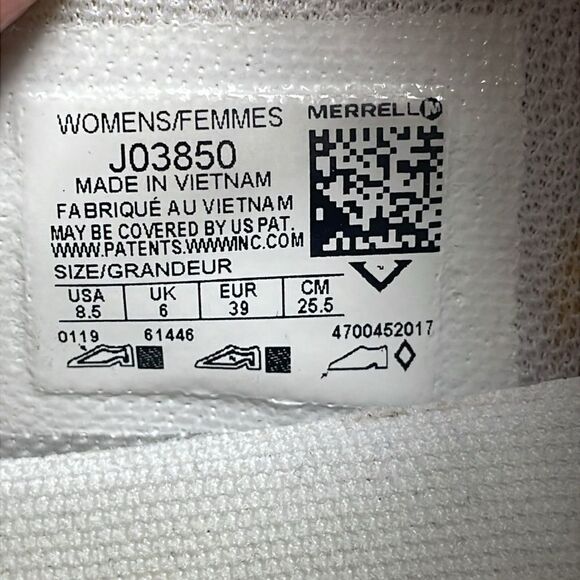 WOMENS/FEMMES
MERRELL
J03850
MADE IN VIETNAM
FABRIQUÉ AU VIETNAM
MAY BE COVERED BY US PAT.
WWW.PATENTS.WWWINC.COM
SIZE/GRANDEUR
USA UK EUR CM
8.5 6 39 25.5
0119 61446 4700452017